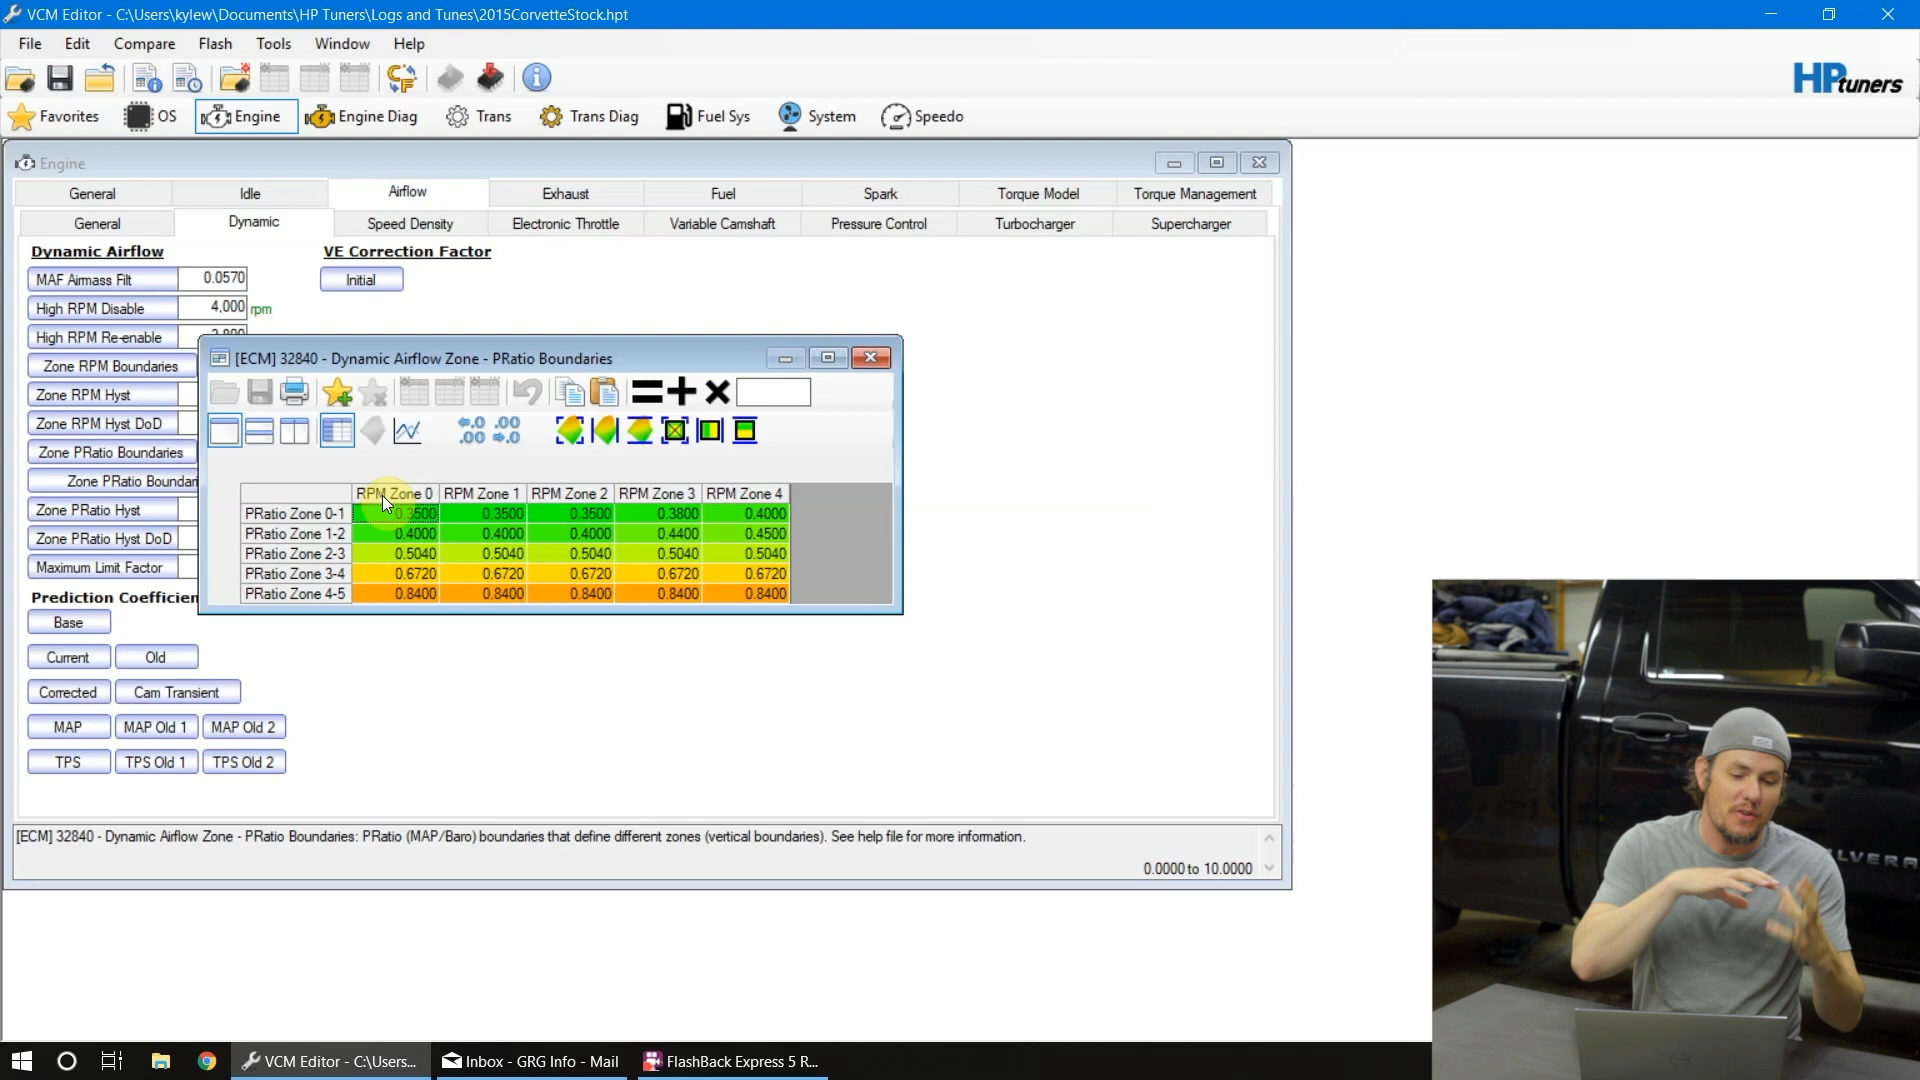 VCM Editor - C:\Users\kylew\Documents\HP Tuners\Logs and Tunes\2015CorvetteStock.hpt
File Edit Compare Flash Tools Window Help
HPtuners
Favorites OS Engine Engine Diag Trans Trans Diag Fuel Sys System Speedo
Engine
General Idle Airflow Exhaust Fuel Spark Torque Model Torque Management
General Dynamic Speed Density Electronic Throttle Variable Camshaft Pressure Control Turbocharger Supercharger
Dynamic Airflow VE Correction Factor
MAF Airmass Filt 0.0570 Initial
High RPM Disable 4,000 rpm
High RPM Re-enable
Zone RPM Boundaries
Zone RPM Hyst
Zone RPM Hyst DoD
Zone PRatio Boundaries
Zone PRatio Boundari
Zone PRatio Hyst
Zone PRatio Hyst DoD
Maximum Limit Factor
[ECM] 32840 - Dynamic Airflow Zone - PRatio Boundaries
RPM Zone 0 RPM Zone 1 RPM Zone 2 RPM Zone 3 RPM Zone 4
PRatio Zone 0-1 0.3500 0.3500 0.3500 0.3800 0.4000
PRatio Zone 1-2 0.4000 0.4000 0.4000 0.4400 0.4500
PRatio Zone 2-3 0.5040 0.5040 0.5040 0.5040 0.5040
PRatio Zone 3-4 0.6720 0.6720 0.6720 0.6720 0.6720
PRatio Zone 4-5 0.8400 0.8400 0.8400 0.8400 0.8400
Prediction Coefficien
Base
Current Old
Corrected Cam Transient
MAP MAP Old 1 MAP Old 2
TPS TPS Old 1 TPS Old 2
[ECM] 32840 - Dynamic Airflow Zone - PRatio Boundaries: PRatio (MAP/Baro) boundaries that define different zones (vertical boundaries). See help file for more information.
0.0000 to 10.0000
LVERA
VCM Editor - C:\Users... Inbox - GRG Info - Mail FlashBack Express 5 R...